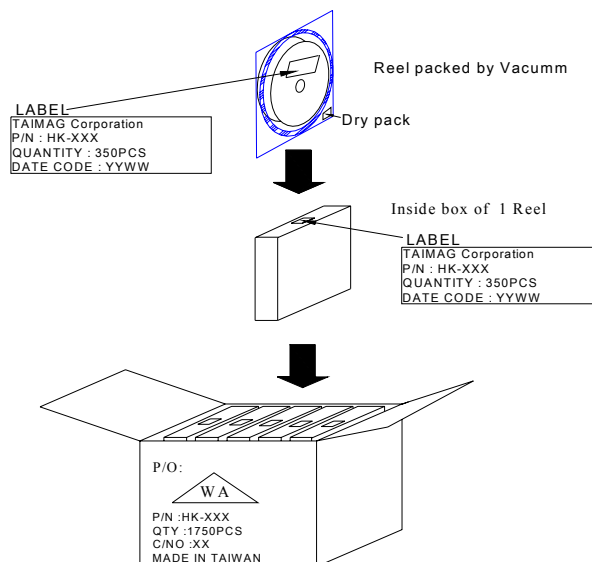 Reel packed by Vacumm
LABEL
TAIMAG Corporation
P/N : HK-XXX
QUANTITY : 350PCS
DATE CODE : YYWW
Dry pack
Inside box of 1 Reel
LABEL
TAIMAG Corporation
P/N : HK-XXX
QUANTITY : 350PCS
DATE CODE : YYWW
P/O:
WA
P/N :HK-XXX
QTY :1750PCS
C/NO :XX
MADE IN TAIWAN